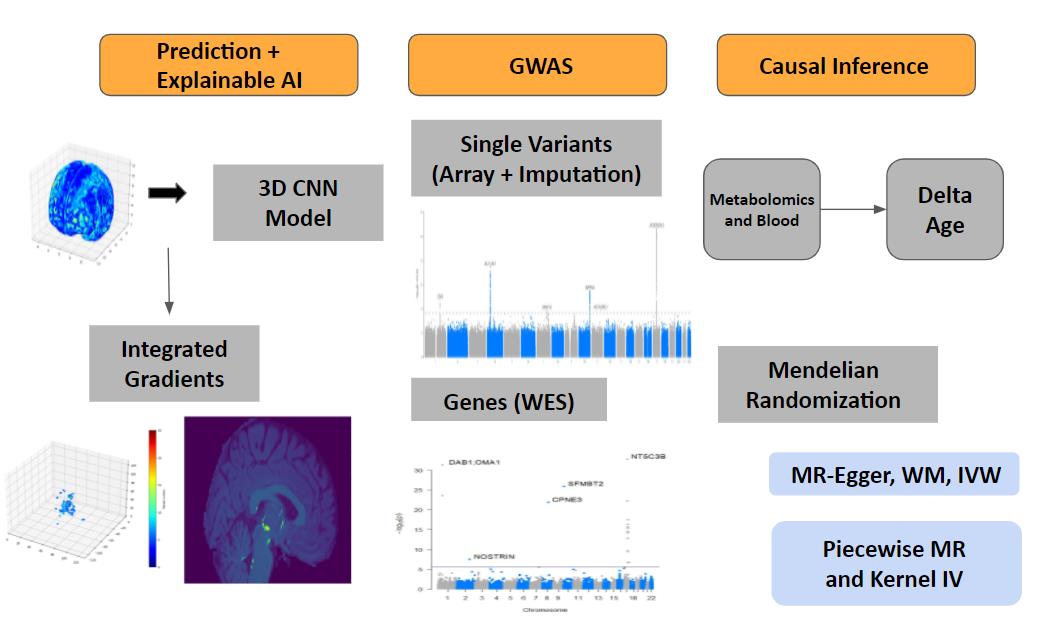 Prediction +
Explainable AI
GWAS
Causal Inference
3D CNN
Model
Single Variants
(Array + Imputation)
Metabolomics
and Blood
Delta
Age
Integrated
Gradients
Genes (WES)
Mendelian
Randomization
MR-Egger, WM, IVW
Piecewise MR
and Kernel IV
DAB1;OMA1
NT5C3B
SFMBT2
CPNE3
NOSTRIN
30
25
20
15
10
5
0
1 2 3 4 5 6 7 8 9 11 13 15 18 22
Chromosome